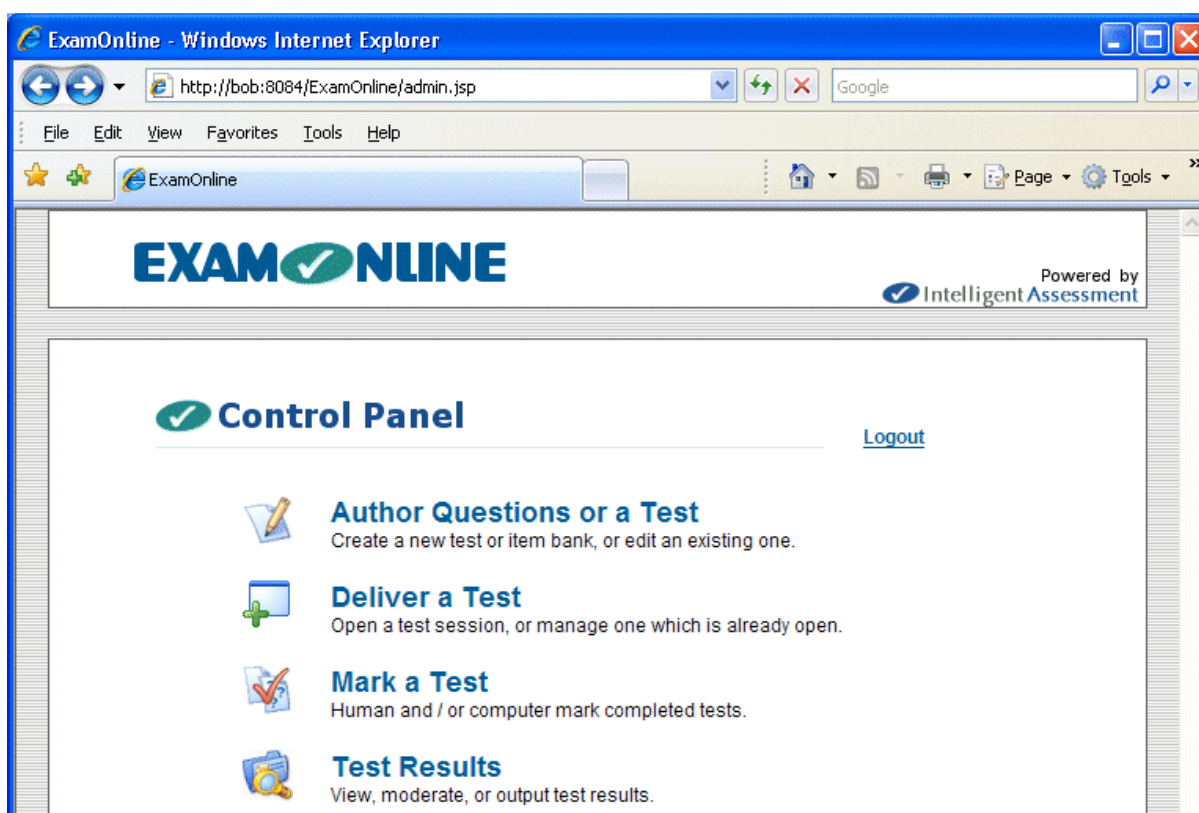 ExamOnline - Windows Internet Explorer
http://bob:8084/ExamOnline/admin.jsp
Google
File Edit View Favorites Tools Help
ExamOnline
Page Tools »
EXAMONLINE
Powered by
Intelligent Assessment
Control Panel
Logout
Author Questions or a Test
Create a new test or item bank, or edit an existing one.
Deliver a Test
Open a test session, or manage one which is already open.
Mark a Test
Human and / or computer mark completed tests.
Test Results
View, moderate, or output test results.